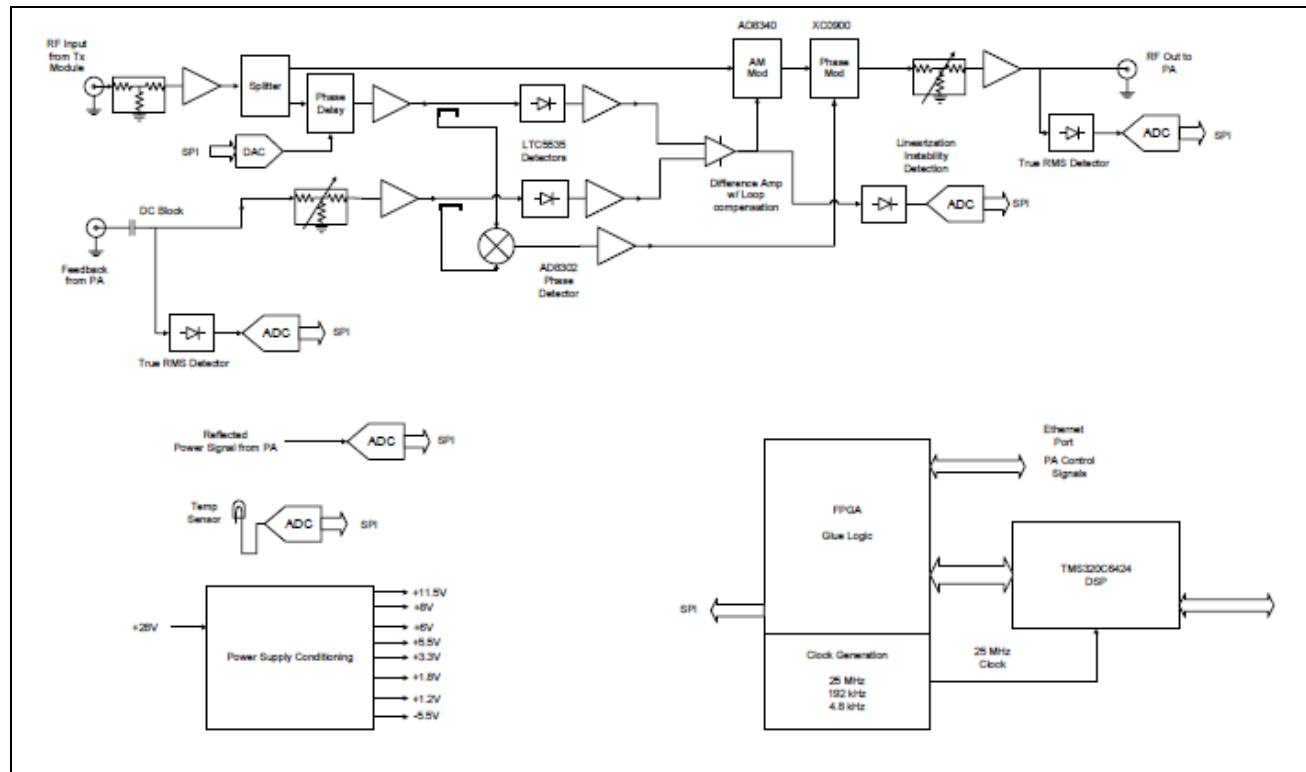 AD8340
XC0900
RF Input
from Tx
Module
Splitter
Phase
Delay
AM
Mod
Phase
Mod
RF Out to
PA
SPI
DAC
LTC5535
Detectors
Linearization
Instability
Detection
ADC
SPI
True RMS Detector
Difference Amp
w/ Loop
compensation
ADC
SPI
DC Block
Feedback
from PA
AD8302
Phase
Detector
ADC
SPI
True RMS Detector
Reflected
Power Signal from PA
ADC
SPI
Temp
Sensor
ADC
SPI
+28V
Power Supply Conditioning
+11.5V
+8V
+6V
+5.5V
+3.3V
+1.8V
+1.2V
-5.5V
Ethernet
Port
PA Control
Signals
FPGA
Glue Logic
TMS320C6424
DSP
SPI
Clock Generation
25 MHz
192 kHz
4.8 kHz
25 MHz
Clock